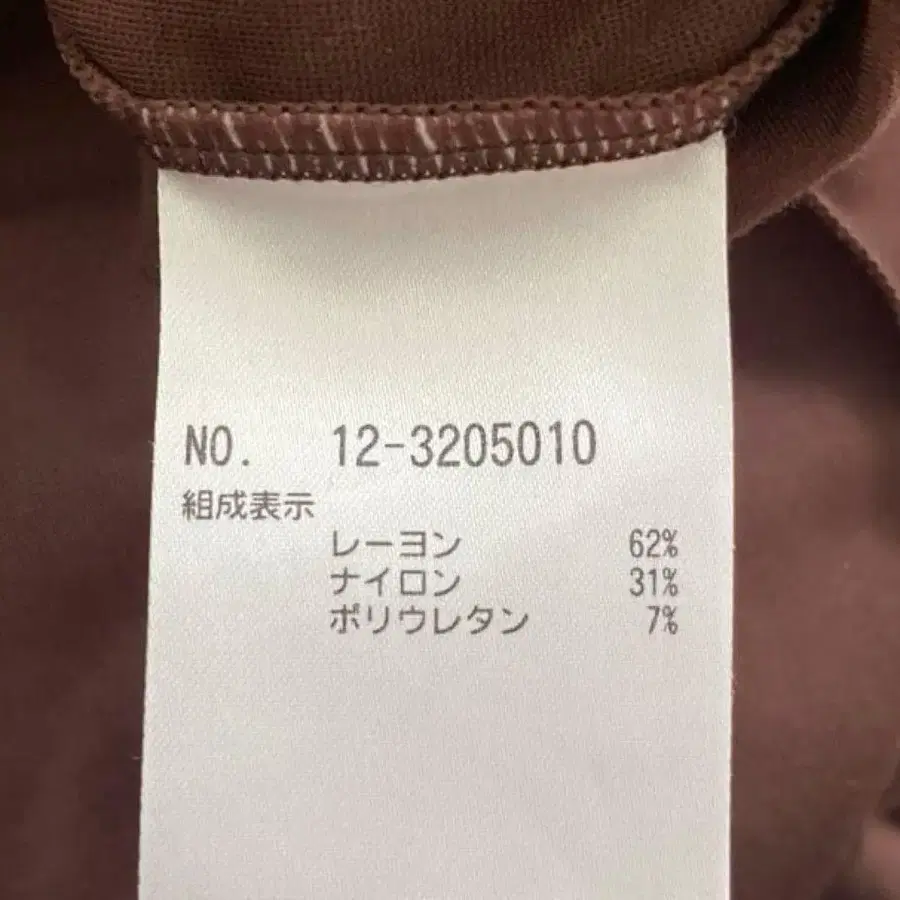 NO. 12-3205010
組成表示
レーヨン 62%
ナイロン 31%
ポリウレタン 7%